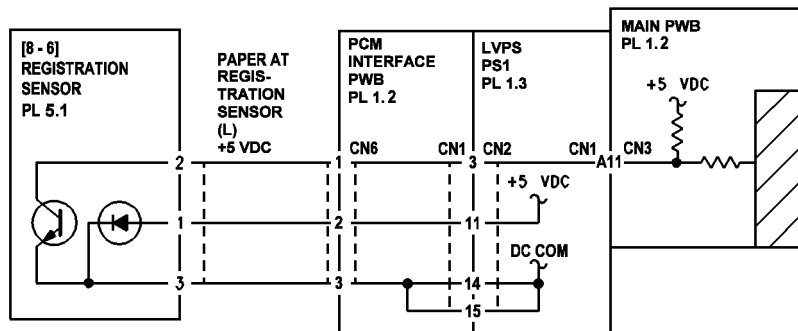 [8 - 6]
REGISTRATION
SENSOR
PL 5.1
PAPER AT
REGIS-
TRATION
SENSOR
(L)
+5 VDC
PCM
INTERFACE
PWB
PL 1.2
LVPS
PS1
PL 1.3
MAIN PWB
PL 1.2
+5 VDC
2
1
CN6
CN1
3
CN2
CN1
A11
CN3
+5 VDC
1
2
11
DC COM
3
3
14
15